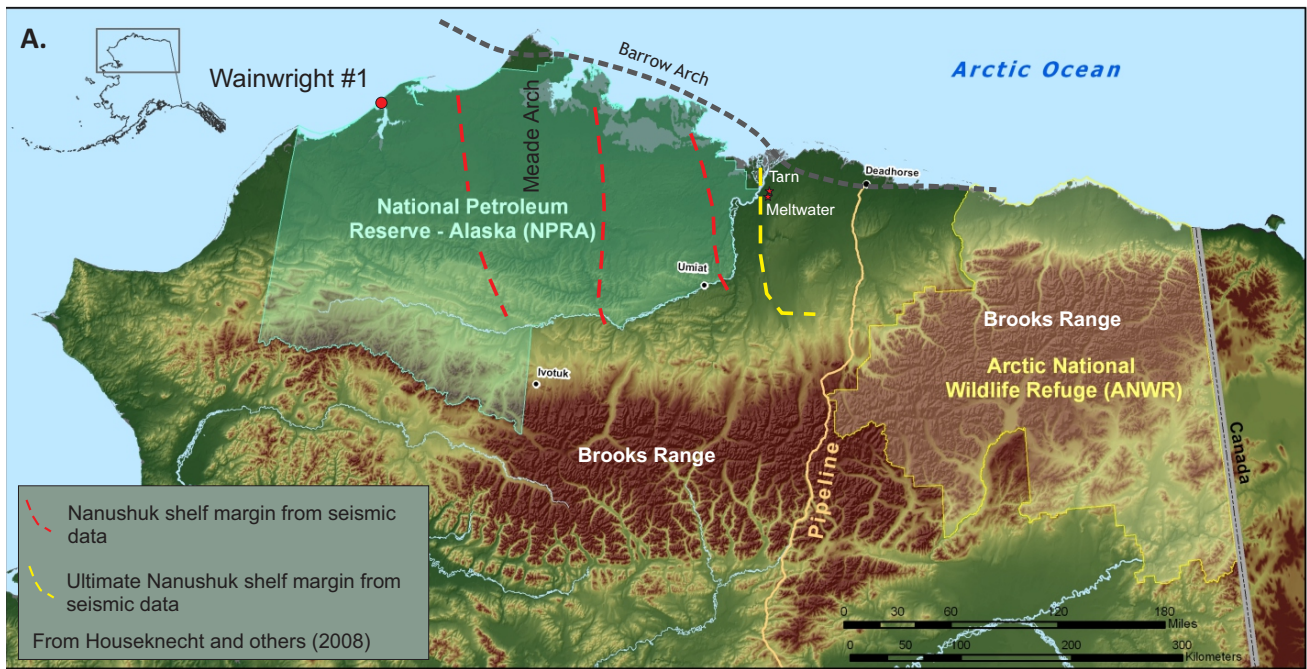 A.
Wainwright #1
Barrow Arch
Arctic Ocean
Meade Arch
Tarn
Deadhorse
Meltwater
National Petroleum
Reserve - Alaska (NPRA)
Umiat
Brooks Range
Ivotuk
Arctic National
Wildlife Refuge (ANWR)
Canada
Brooks Range
Pipeline
Nanushuk shelf margin from seismic
data
Ultimate Nanushuk shelf margin from
seismic data
From Houseknecht and others (2008)
0 30 60 120 180
Miles
0 50 100 200 300
Kilometers